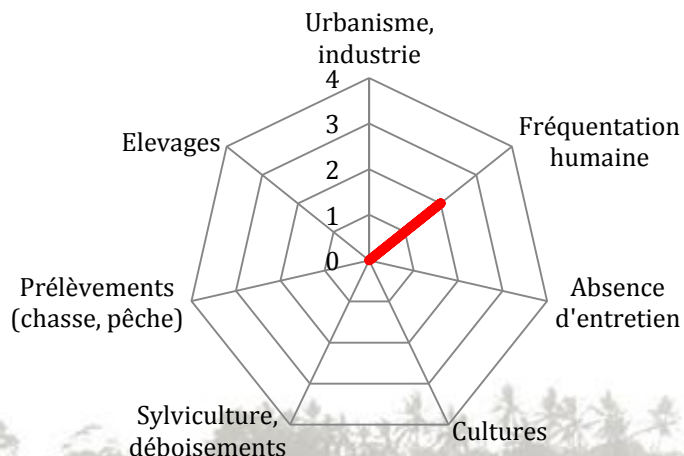 Urbanisme,
industrie
4
3
2
1
0
Fréquentation
humaine
Absence
d'entretien
Cultures
Sylviculture,
déboisements
Prélèvements
(chasse, pêche)
Elevages